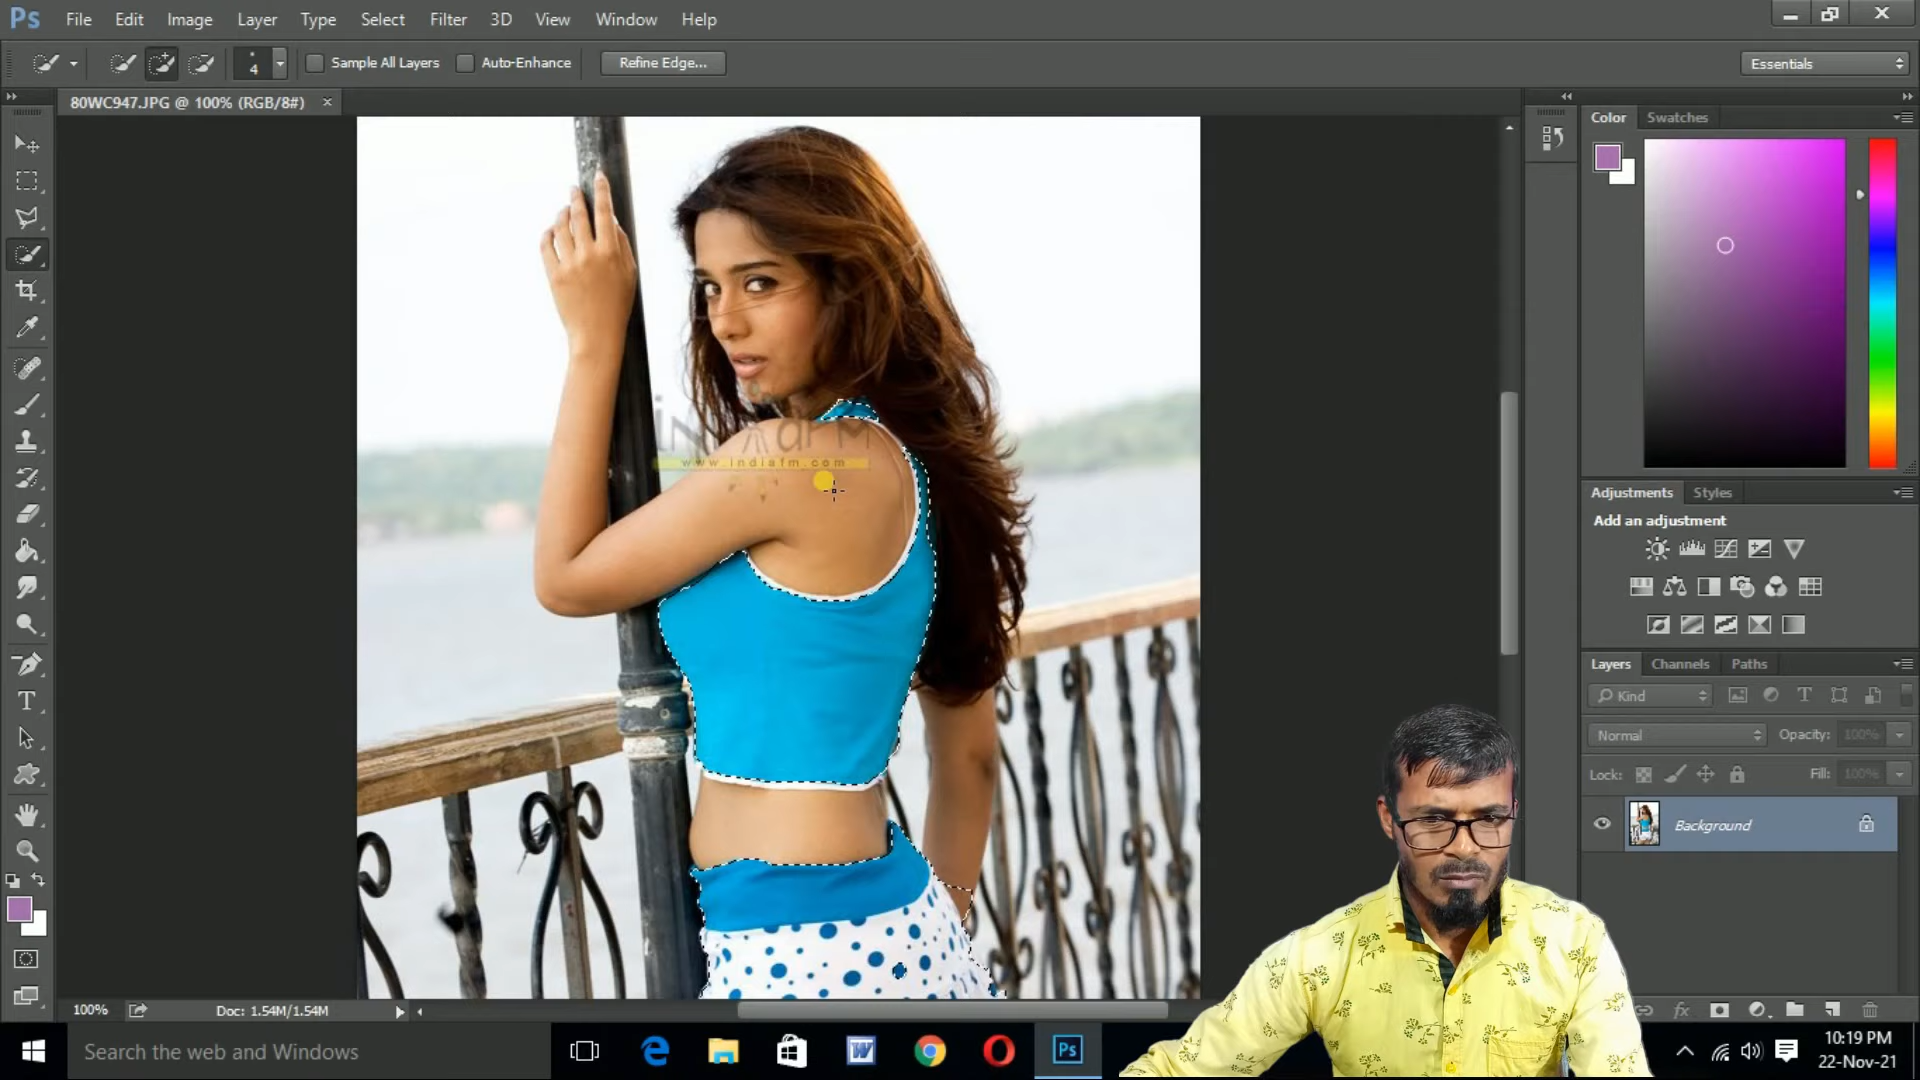 Ps File Edit Image Layer Type Select Filter 3D View Window Help
4 Sample All Layers Auto-Enhance Refine Edge... Essentials
80WC947.JPG @ 100% (RGB/8#) ×
Color Swatches
www.indiafm.com
Adjustments Styles
Add an adjustment
Layers Channels Paths
Kind
Normal Opacity: 100%
Lock: Fill: 100%
Background
100% Doc: 1.54M/1.54M
Search the web and Windows
10:19 PM
22-Nov-21